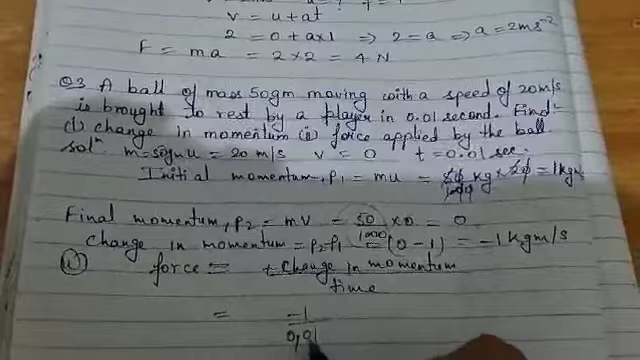 v = u + at
2 = 0 + a×1 ⇒ 2 = a ⇒ a = 2ms⁻²
F = ma = 2×2 = 4 N
Q3 A ball of mass 50gm moving with a speed of 20m/s
is brought to rest by a player in 0.01 second. Find
(i) change in momentum (ii) force applied by the ball
solⁿ m=50gm u = 20 m/s v = 0 t=0.01 sec.
Initial momentum, p₁ = mu = 50/1000 kg × 20 = 1kgm
Final momentum, p₂ = mv = 50/1000 × 0 = 0
Change in momentum = p₂-p₁ = (0-1) = -1 kgm/s
(ii) force = + change in momentum
time
= -1
0.01